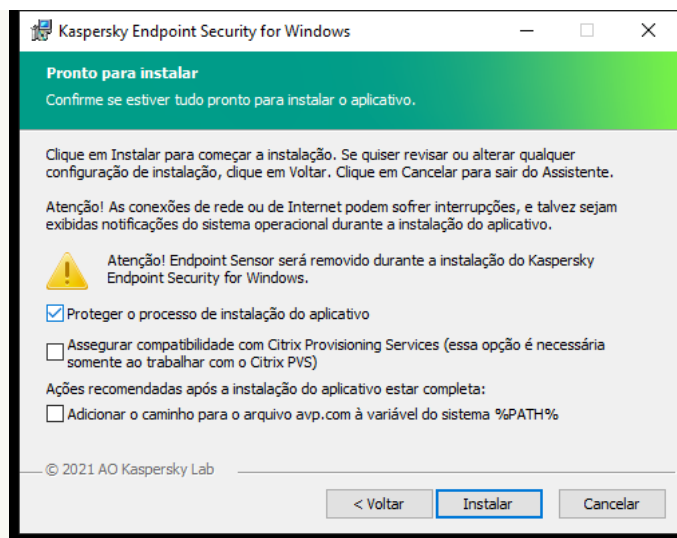 Kaspersky Endpoint Security for Windows
Pronto para instalar
Confirme se estiver tudo pronto para instalar o aplicativo.
Clique em Instalar para começar a instalação. Se quiser revisar ou alterar qualquer
configuração de instalação, clique em Voltar. Clique em Cancelar para sair do Assistente.
Atenção! As conexões de rede ou de Internet podem sofrer interrupções, e talvez sejam
exibidas notificações do sistema operacional durante a instalação do aplicativo.
Atenção! Endpoint Sensor será removido durante a instalação do Kaspersky
Endpoint Security for Windows.
Proteger o processo de instalação do aplicativo
Assegurar compatibilidade com Citrix Provisioning Services (essa opção é necessária
somente ao trabalhar com o Citrix PVS)
Ações recomendadas após a instalação do aplicativo estar completa:
Adicionar o caminho para o arquivo avp.com à variável do sistema %PATH%
© 2021 AO Kaspersky Lab
< Voltar
Instalar
Cancelar